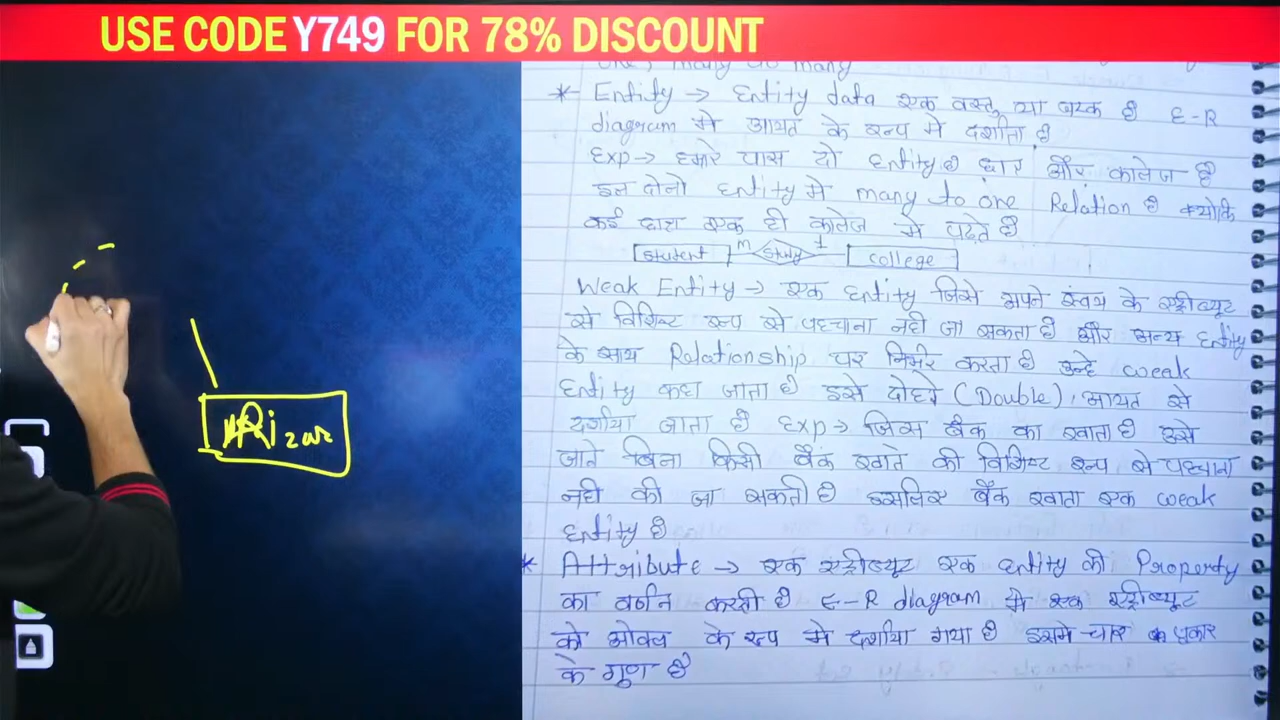 USE CODE Y749 FOR 78% DISCOUNT
many to many
* Entity → Entity data एक वस्तु या घटक है E-R
diagram मे आयत के रूप मे दर्शाता है
Exp → हमारे पास दो Entity है छात्र और कालेज है
इन दोनो Entity मे many to one Relation है क्योकि
कई छात्र एक ही कालेज मे पढ़ते है
student m study 1 college
Weak Entity → एक Entity जिसे अपने स्वंय के एट्रीब्यूट
से विशिष्ट रूप से पहचाना नही जा सकता है और अन्य Entity
के साथ Relationship पर निर्भर करता है उन्हे weak
Entity कहा जाता है इसे दोहरे (Double) आयत से
दर्शाया जाता है Exp → जिस बैंक का खाता है उसे
जाने बिना किसी बैंक खाते की विशिष्ट रूप से पहचान
नही की जा सकती है इसलिए बैंक खाता एक weak
Entity है
* Attribute → एक एट्रीब्यूट एक Entity की Property
का वर्णन करती है E-R diagram मे एक एट्रीब्यूट
को ओवल के रूप मे दर्शाया गया है इसमे चार प्रकार
के गुण है